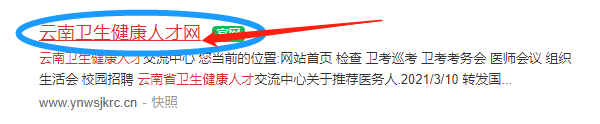 云南卫生健康人才网 官网
云南卫生健康人才交流中心 您当前的位置:网站首页 检查 卫考巡考 卫考考务会 医师会议 组织
生活会 校园招聘 云南省卫生健康人才交流中心关于推荐医务人.2021/3/10 转发国...
www.ynwsjkrc.cn - 快照